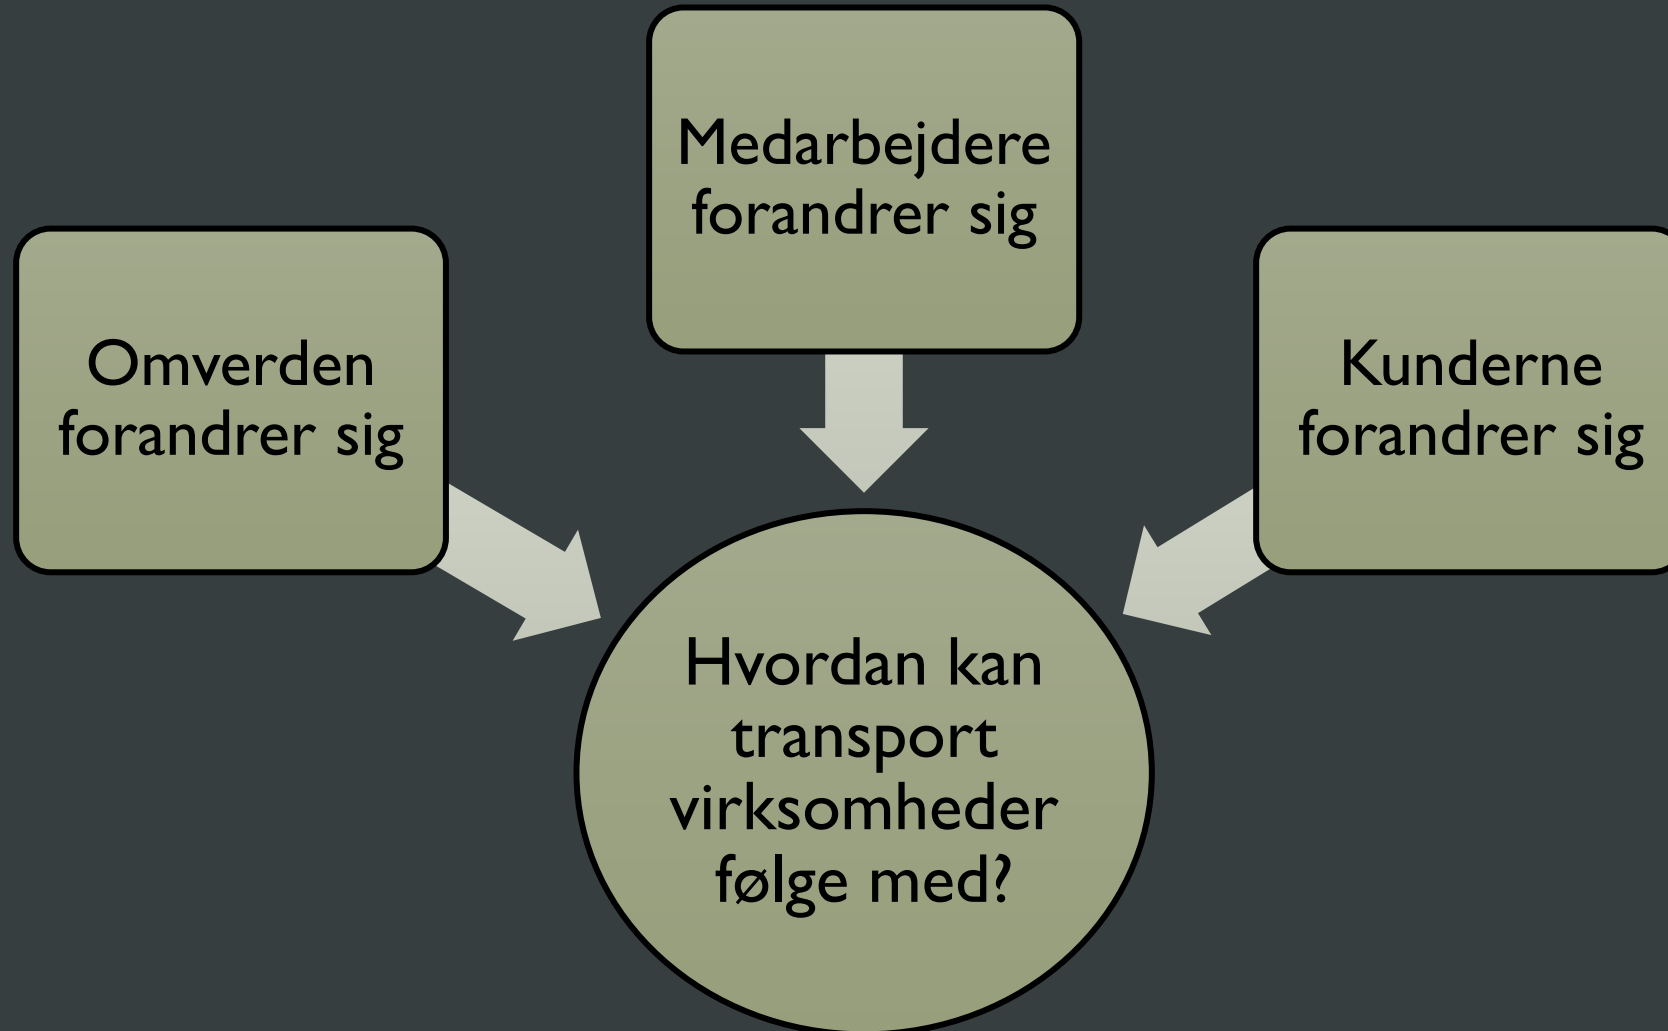 Medarbejdere
forandrer sig
Omverden
forandrer sig
Kunderne
forandrer sig
Hvordan kan
transport
virksomheder
følge med?